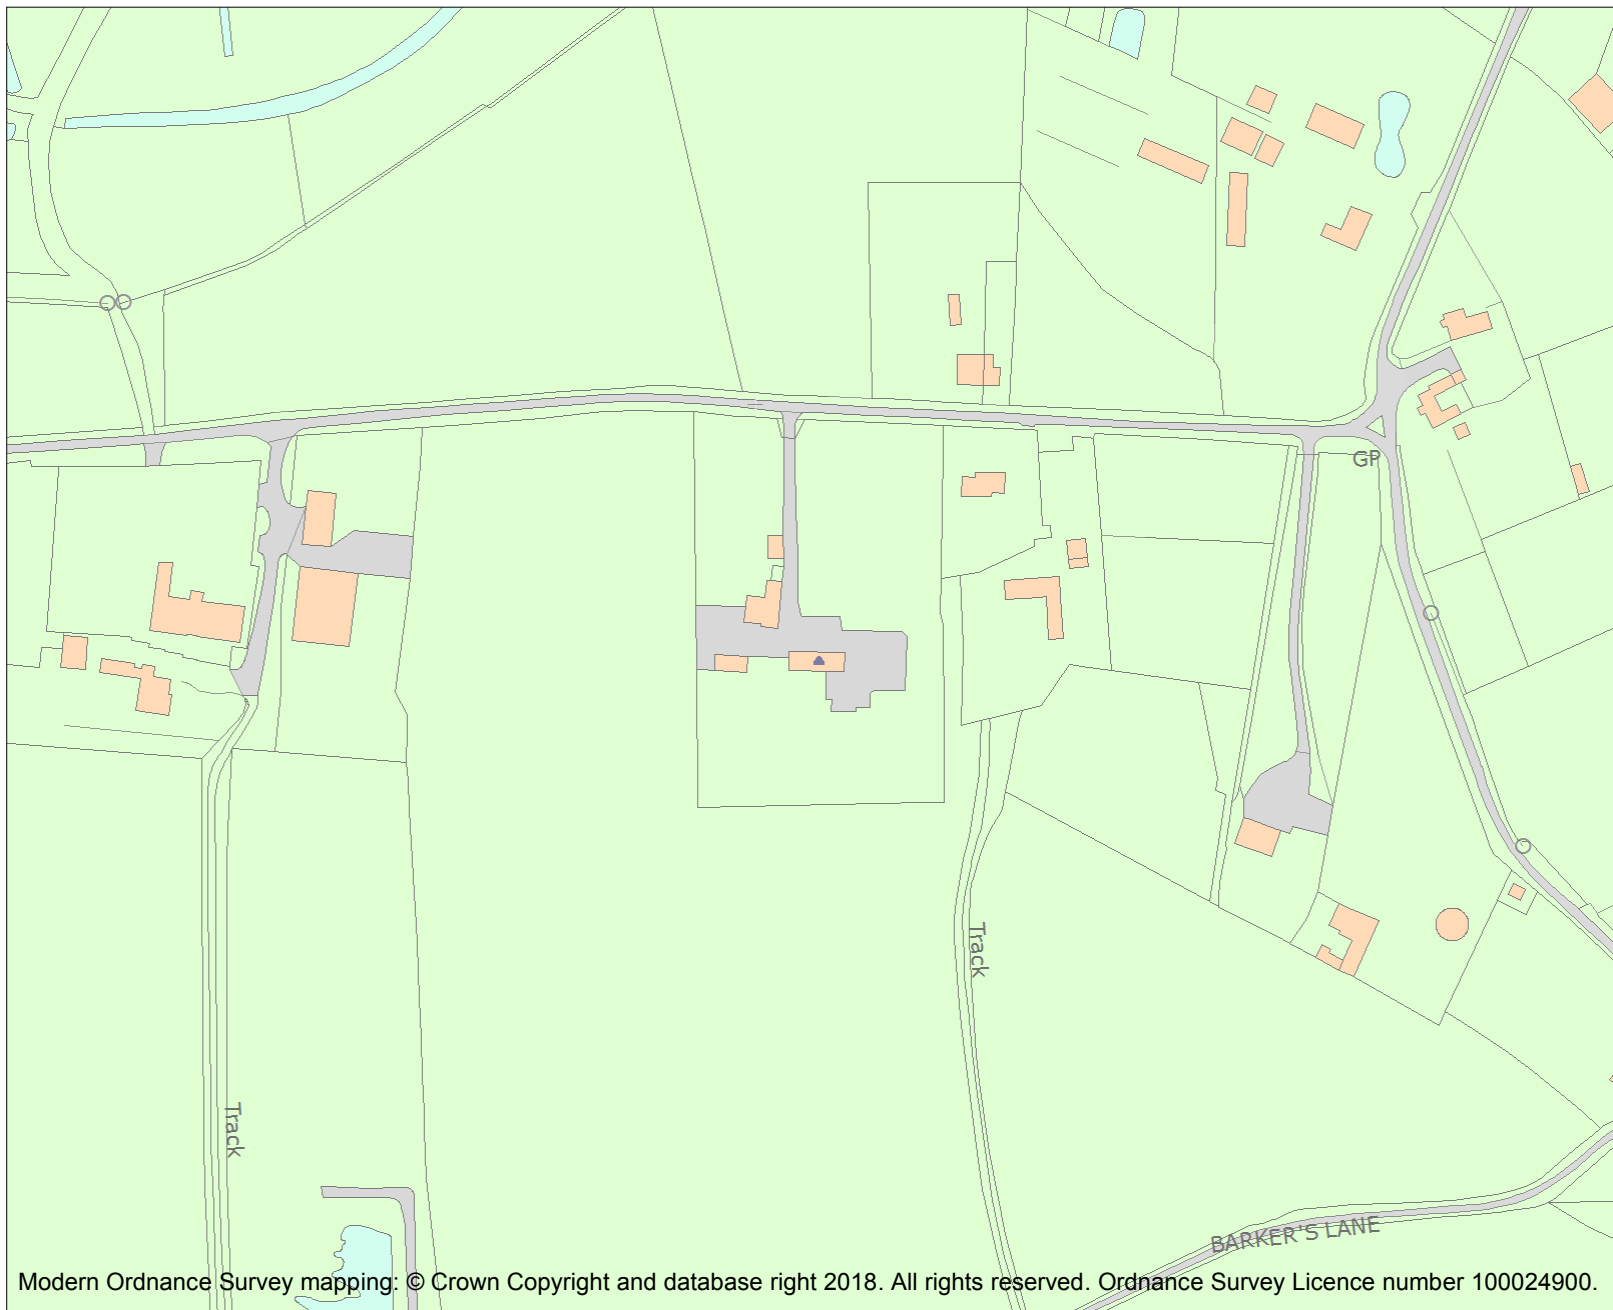 GP
Track
Track
BARKER'S LANE
Modern Ordnance Survey mapping: © Crown Copyright and database right 2018. All rights reserved. Ordnance Survey Licence number 100024900.